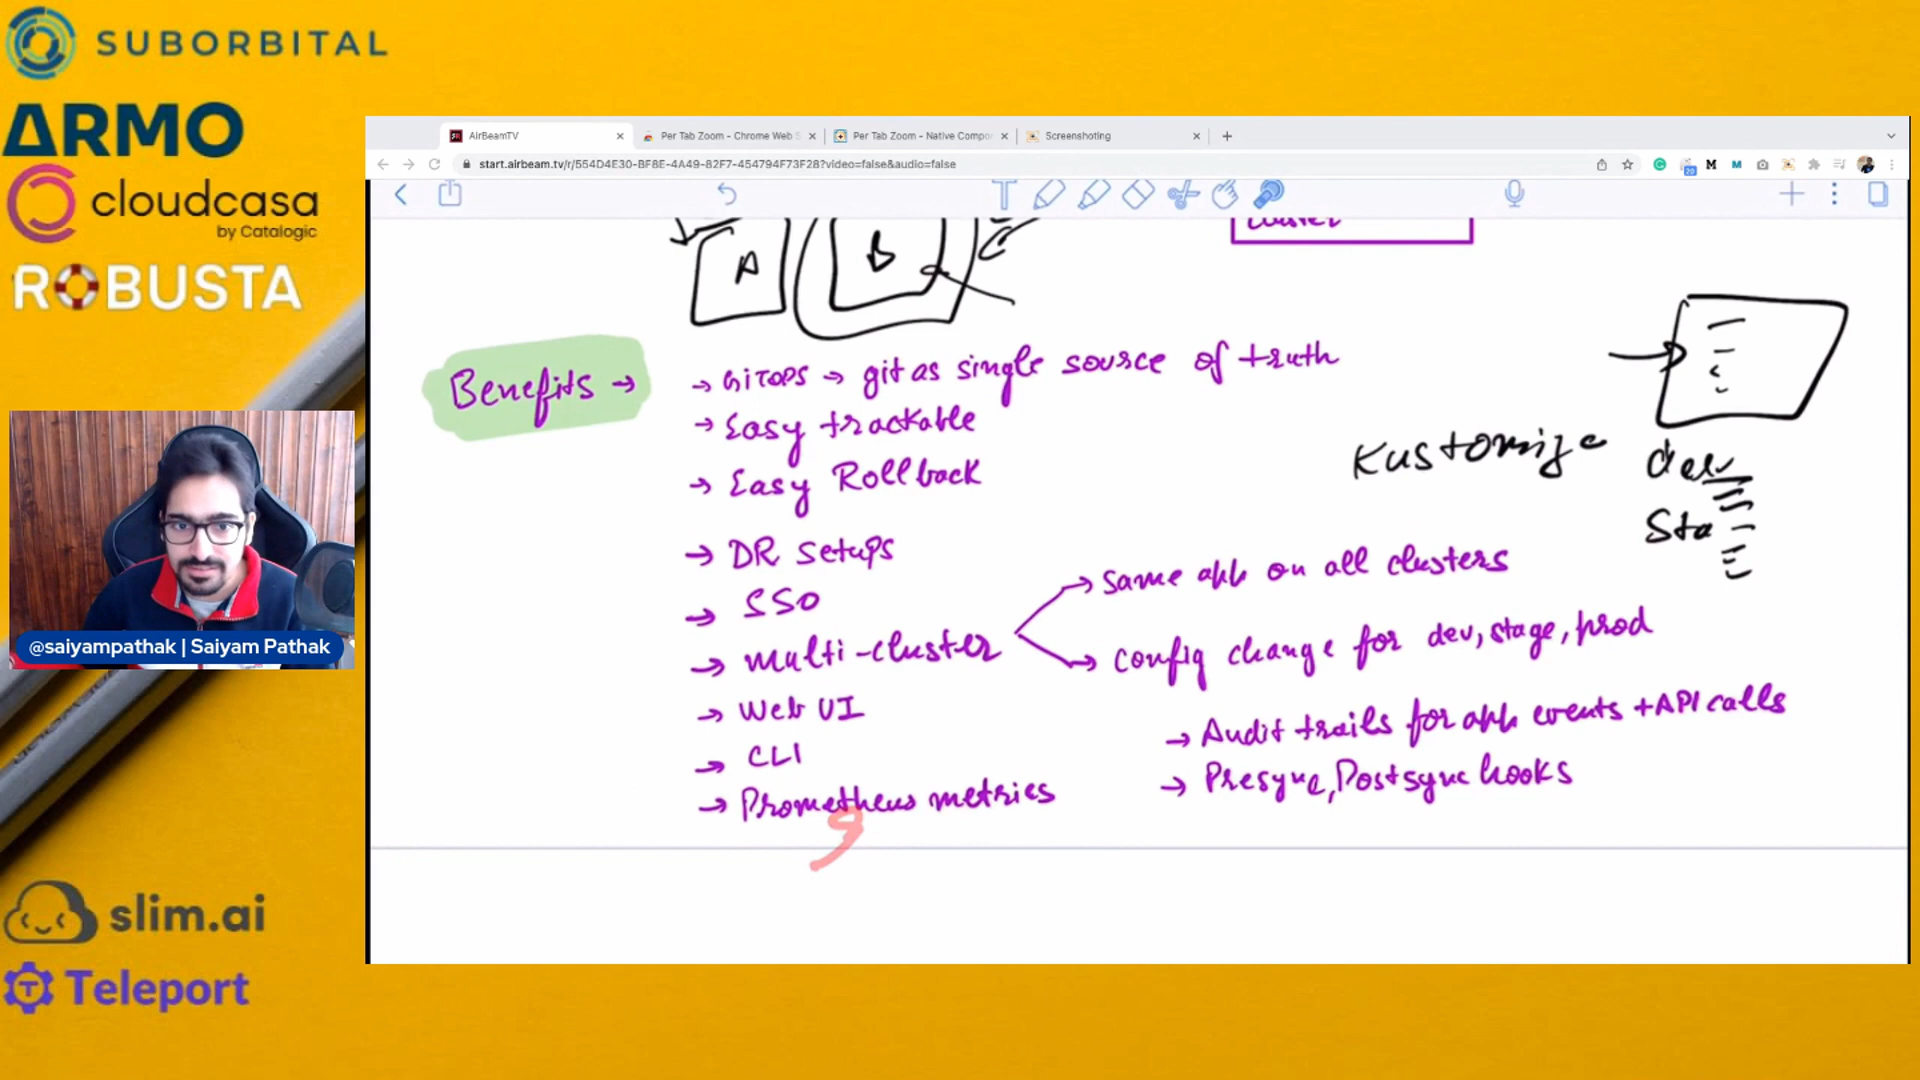 SUBORBITAL
ARMO
cloudcasa
by Catalogic
ROBUSTA
@saiyampathak | Saiyam Pathak
slim.ai
Teleport
AirBeamTV
Per Tab Zoom - Chrome Web S
Per Tab Zoom - Native Compo
Screenshoting
start.airbeam.tv/r/554D4E30-BF8E-4A49-82F7-454794F73F28?video=false&audio=false
A
B
Benefits →
→ GITOPS → git as single source of truth
→ Easy trackable
→ Easy Rollback
→ DR setups
→ SSO
→ Multi-cluster
→ Same app on all clusters
→ config change for dev, stage, prod
→ Web UI
→ CLI
→ Prometheus metrics
→ Audit trails for app events + API calls
→ Presync, Postsync hooks
Kustomize
dev
Sta